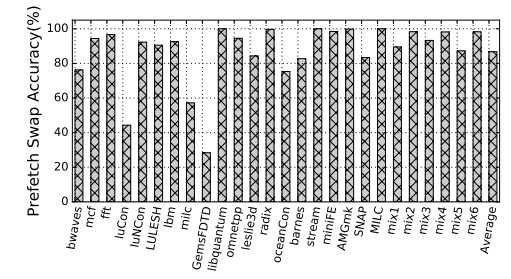 Prefetch Swap Accuracy(%)
100
80
60
40
20
0
bwaves
mcf
fft
luCon
luNCon
LULESH
lbm
milc
GemsFDTD
libquantum
omnetpp
leslie3d
radix
oceanCon
barnes
stream
miniFE
AMGmk
SNAP
MILC
mix1
mix2
mix3
mix4
mix5
mix6
Average